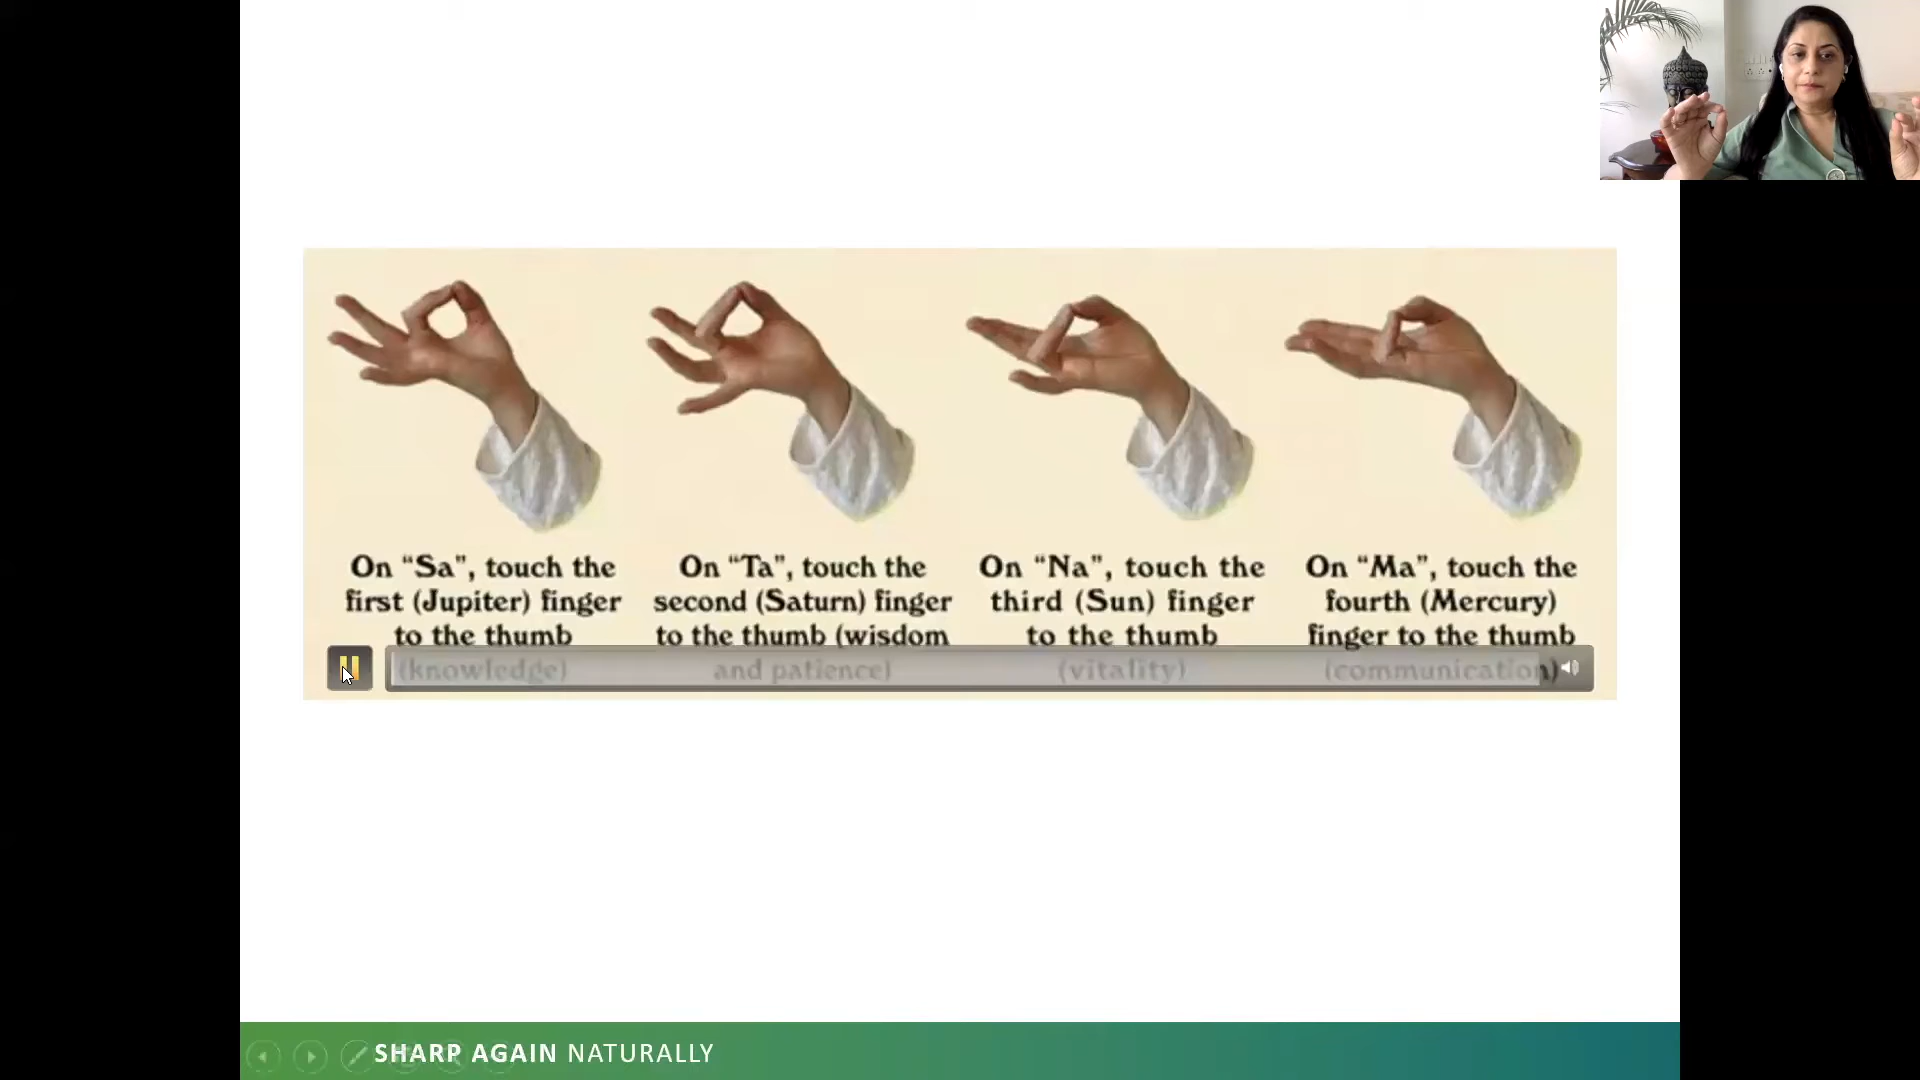 On “Sa”, touch the
first (Jupiter) finger
to the thumb
(knowledge)
On “Ta”, touch the
second (Saturn) finger
to the thumb (wisdom
and patience)
On “Na”, touch the
third (Sun) finger
to the thumb
(vitality)
On “Ma”, touch the
fourth (Mercury)
finger to the thumb
(communication)
SHARP AGAIN NATURALLY